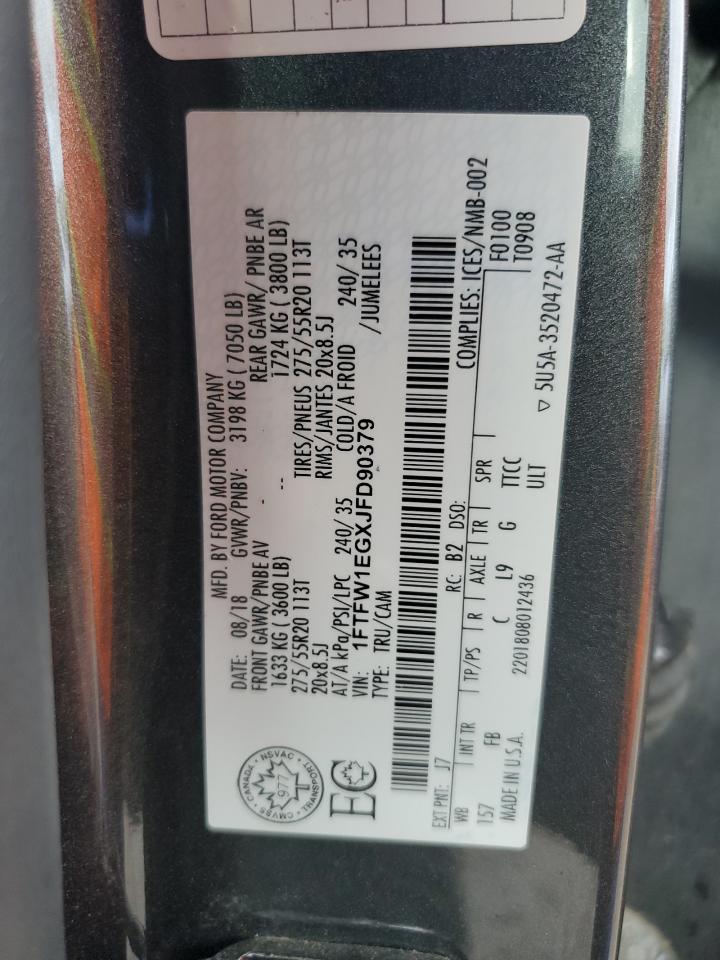 MFD. BY FORD MOTOR COMPANY
DATE: 08/18 GVWR/PNBV: 3198 KG ( 7050 LB)
FRONT GAWR/PNBE AV - REAR GAWR/ PNBE AR
1633 KG ( 3600 LB) -- 1724 KG ( 3800 LB)
275/55R20 113T TIRES/PNEUS 275/55R20 113T
20x8.5J RIMS/JANTES 20x8.5J
AT/A kPa/PSI/LPC 240/ 35 COLD/A FROID 240/ 35
VIN: 1FTFW1EGXJFD90379 /JUMELEES
TYPE: TRU/CAM
CMVSS · CANADA · NSVAC
977
TRANSPORT
EC
COMPLIES: ICES/NMB-002
EXT PNT: J7 RC: B2 DSO: F0100
WB INT TR TP/PS R AXLE TR SPR T0908
157 FB C L9 G TTCC
ULT
MADE IN U.S.A. 2201808012436 ▽ 5U5A-3520472-AA